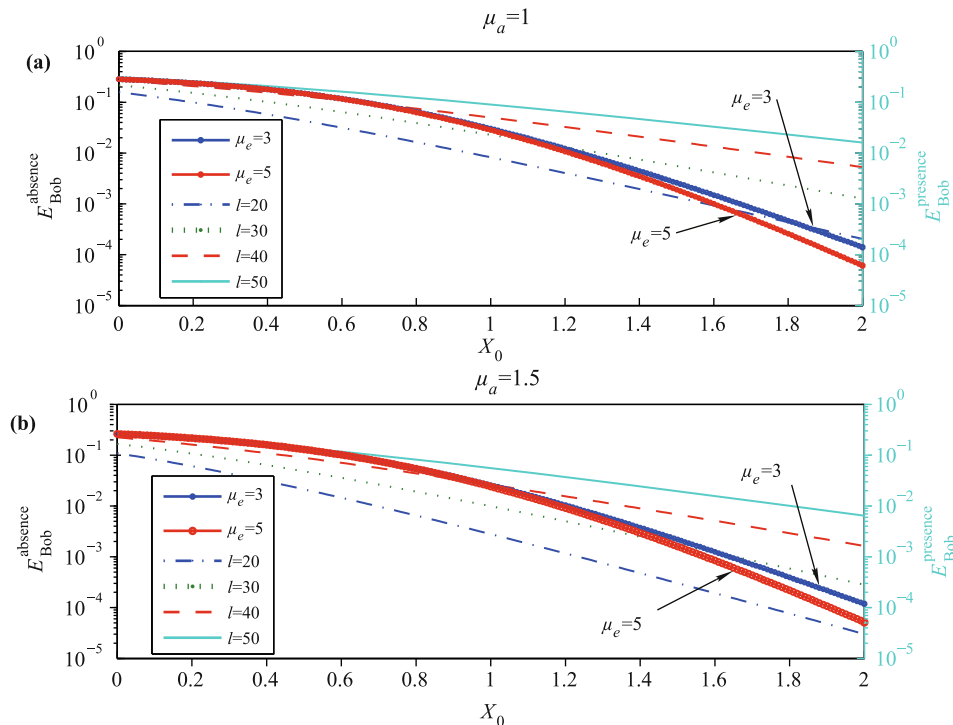 μa=1
(a)
10^0
10^-1
10^-2
10^-3
10^-4
10^-5
E_Bob^absence
μe=3
μe=5
l=20
l=30
l=40
l=50
μe=3
μe=5
10^0
10^-1
10^-2
10^-3
10^-4
10^-5
E_Bob^presence
0 0.2 0.4 0.6 0.8 1 1.2 1.4 1.6 1.8 2
X0
μa=1.5
(b)
10^0
10^-1
10^-2
10^-3
10^-4
10^-5
E_Bob^absence
μe=3
μe=5
l=20
l=30
l=40
l=50
μe=3
μe=5
10^0
10^-1
10^-2
10^-3
10^-4
10^-5
E_Bob^presence
0 0.2 0.4 0.6 0.8 1 1.2 1.4 1.6 1.8 2
X0